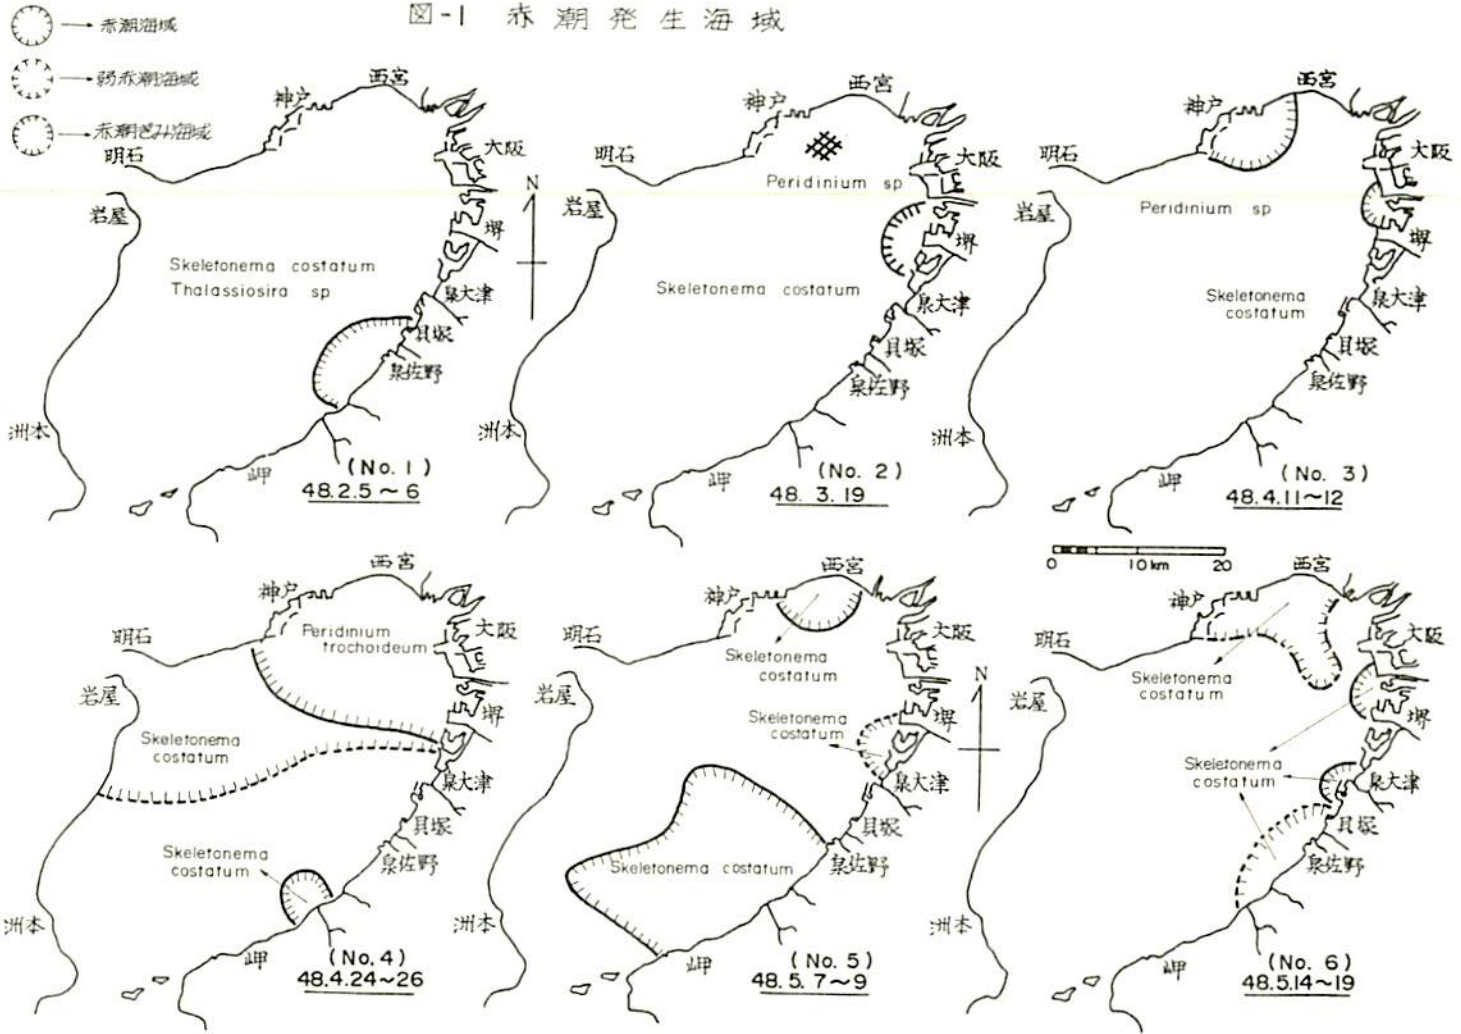 図-1 赤潮発生海域
赤潮海域
弱赤潮海域
赤潮ぎみ海域
西宮
神戸
明石
大阪
岩屋
堺
Skeletonema costatum
Thalassiosira sp
泉大津
貝塚
泉佐野
洲本
岬
(No. 1)
48.2.5~6
N
西宮
神戸
明石
大阪
Peridinium sp
岩屋
堺
Skeletonema costatum
泉大津
貝塚
泉佐野
洲本
岬
(No. 2)
48. 3. 19
西宮
神戸
明石
大阪
岩屋
Peridinium sp
堺
Skeletonema
costatum
泉大津
貝塚
泉佐野
洲本
岬
(No. 3)
48.4.11~12
0 10km 20
西宮
神戸
明石
Peridinium
trochoideum
大阪
岩屋
堺
Skeletonema
costatum
泉大津
貝塚
Skeletonema
costatum
泉佐野
洲本
岬
(No. 4)
48.4.24~26
西宮
神戸
明石
大阪
Skeletonema
costatum
岩屋
N
Skeletonema
costatum
堺
泉大津
貝塚
Skeletonema costatum
泉佐野
洲本
岬
(No. 5)
48. 5. 7~9
西宮
神戸
明石
大阪
Skeletonema
costatum
岩屋
堺
Skeletonema
costatum
泉大津
貝塚
泉佐野
洲本
岬
(No. 6)
48.5.14~19